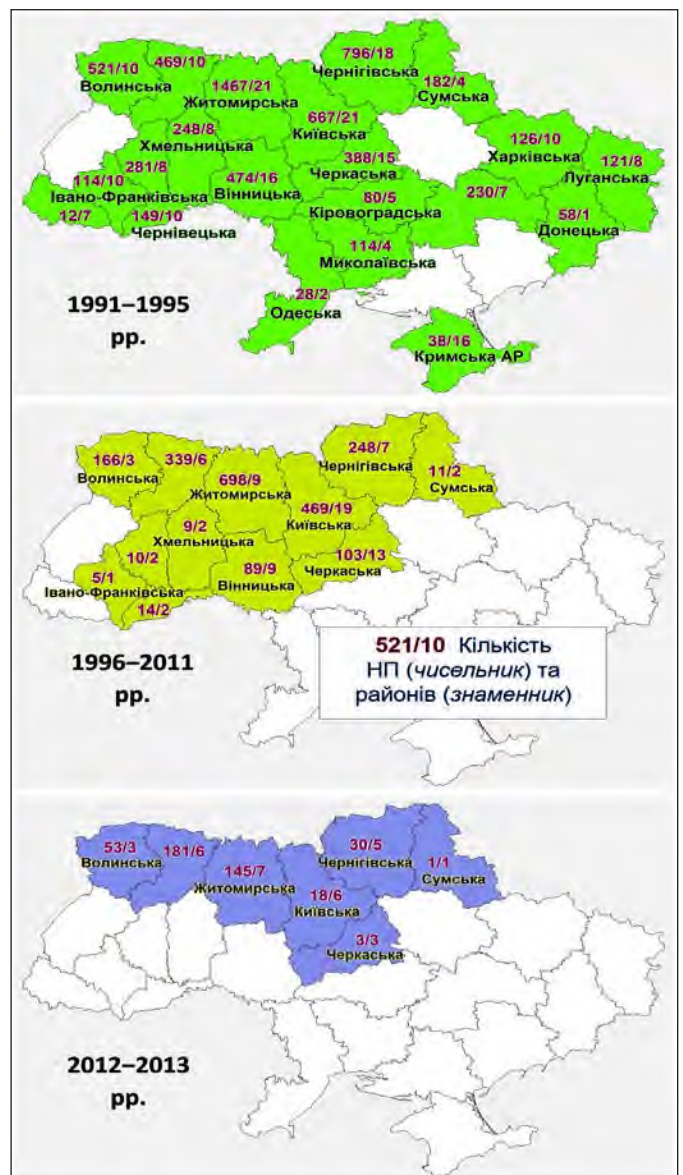 796/18
Чернігівська
521/10
Волинська
469/10
1467/21
Житомирська
182/4
Сумська
667/21
Київська
248/8
Хмельницька
126/10
Харківська
121/8
Луганська
281/8
388/15
Черкаська
114/10
Івано-Франківська
474/16
Вінницька
80/5
Кіровоградська
230/7
12/7
149/10
Чернівецька
58/1
Донецька
114/4
Миколаївська
28/2
Одеська
38/16
Кримська АР
1991–1995
рр.
166/3
Волинська
339/6
698/9
Житомирська
248/7
Чернігівська
11/2
Сумська
469/19
Київська
9/2
Хмельницька
10/2
89/9
Вінницька
103/13
Черкаська
5/1
Івано-Франківська
14/2
521/10 Кількість
НП (чисельник) та
районів (знаменник)
1996–2011
рр.
53/3
Волинська
181/6
145/7
Житомирська
30/5
Чернігівська
1/1
Сумська
18/6
Київська
3/3
Черкаська
2012–2013
рр.